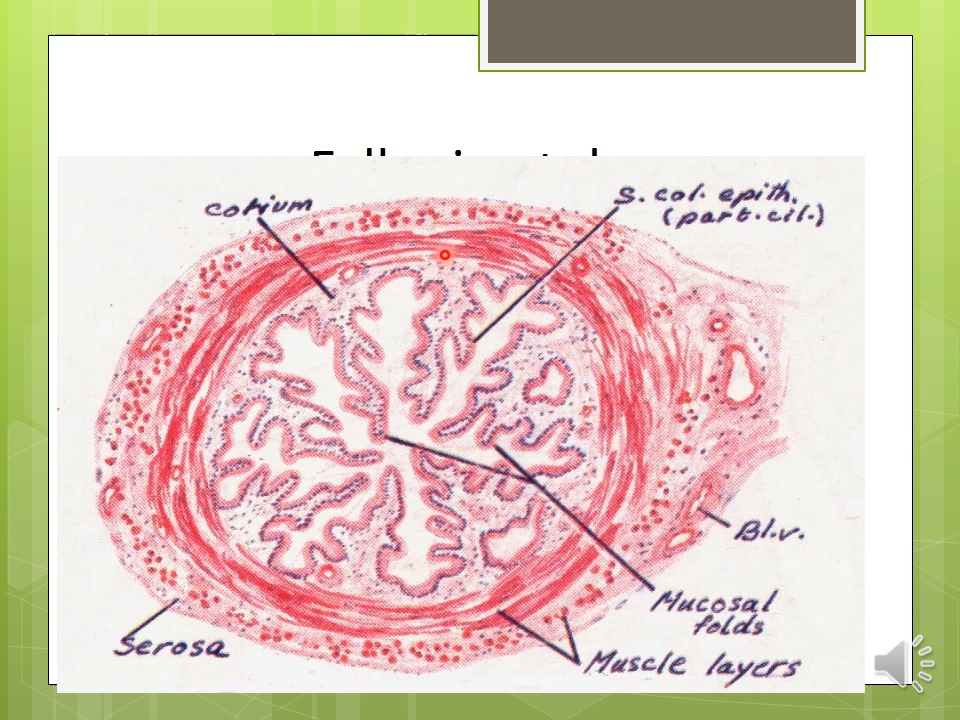 corium
S. col. epith.
(part. cil.)
Bl.v.
Mucosal
folds
Serosa
Muscle layers